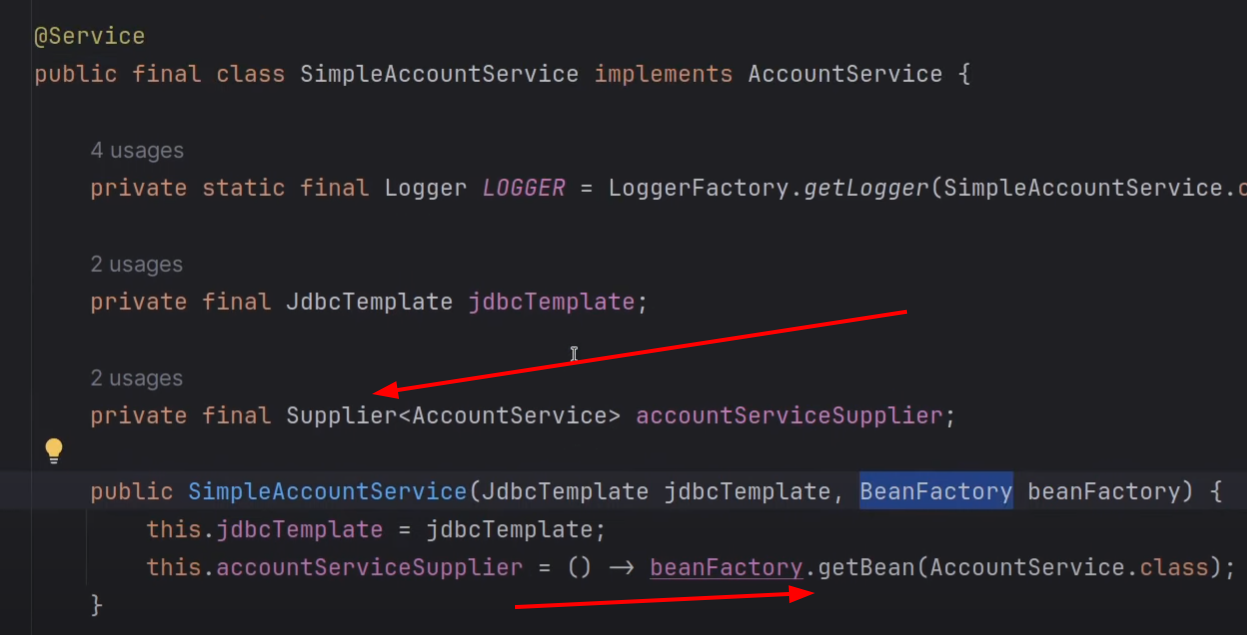 @Service
public final class SimpleAccountService implements AccountService {
4 usages
private static final Logger LOGGER = LoggerFactory.getLogger(SimpleAccountService.c
2 usages
private final JdbcTemplate jdbcTemplate;
2 usages
private final Supplier<AccountService> accountServiceSupplier;
public SimpleAccountService(JdbcTemplate jdbcTemplate, BeanFactory beanFactory) {
this.jdbcTemplate = jdbcTemplate;
this.accountServiceSupplier = () → beanFactory.getBean(AccountService.class);
}